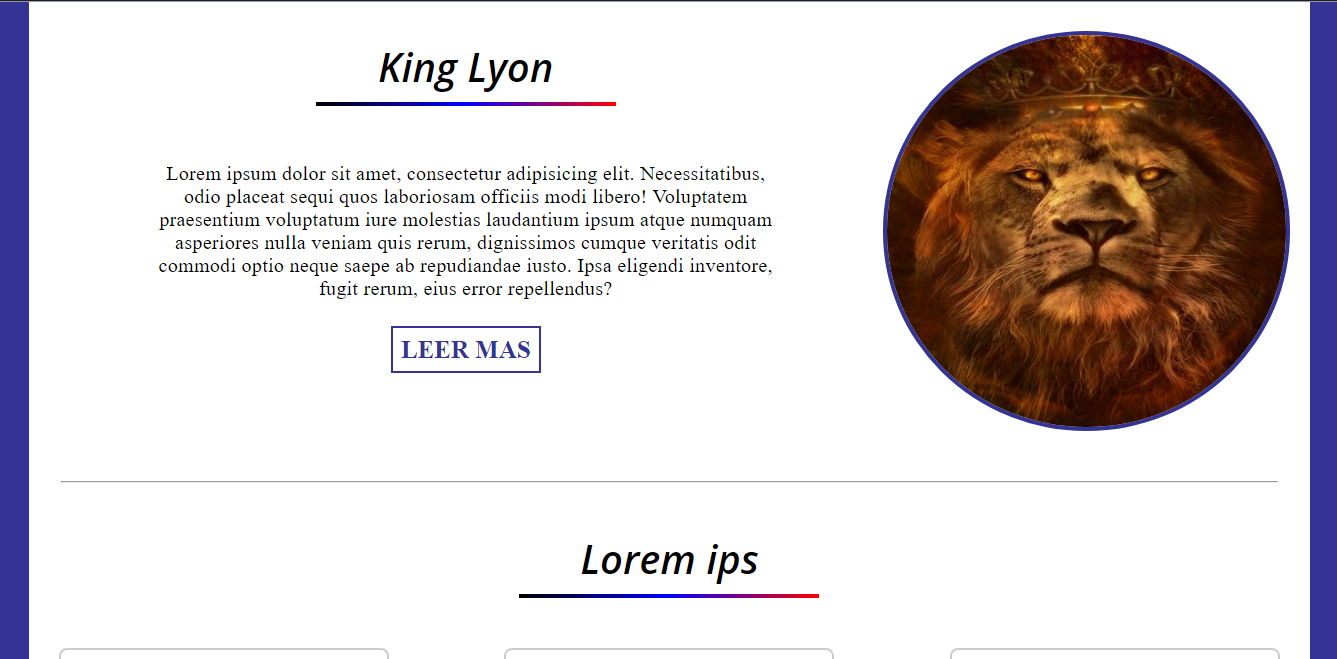 King Lyon
Lorem ipsum dolor sit amet, consectetur adipisicing elit. Necessitatibus,
odio placeat sequi quos laboriosam officiis modi libero! Voluptatem
praesentium voluptatum iure molestias laudantium ipsum atque numquam
asperiores nulla veniam quis rerum, dignissimos cumque veritatis odit
commodi optio neque saepe ab repudiandae iusto. Ipsa eligendi inventore,
fugit rerum, eius error repellendus?
LEER MAS
Lorem ips